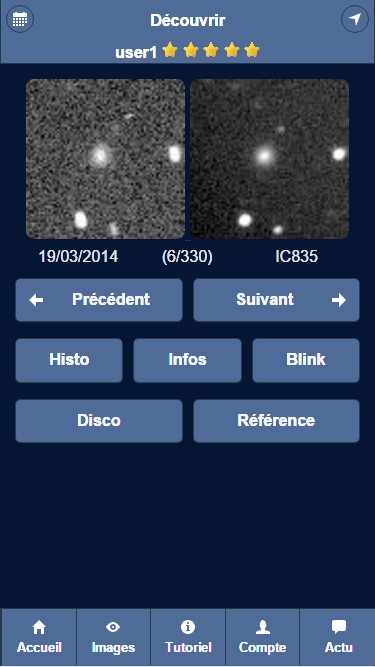 Découvrir
user1
19/03/2014 (6/330) IC835
Précédent Suivant
Histo Infos Blink
Disco Référence
Accueil Images Tutoriel Compte Actu